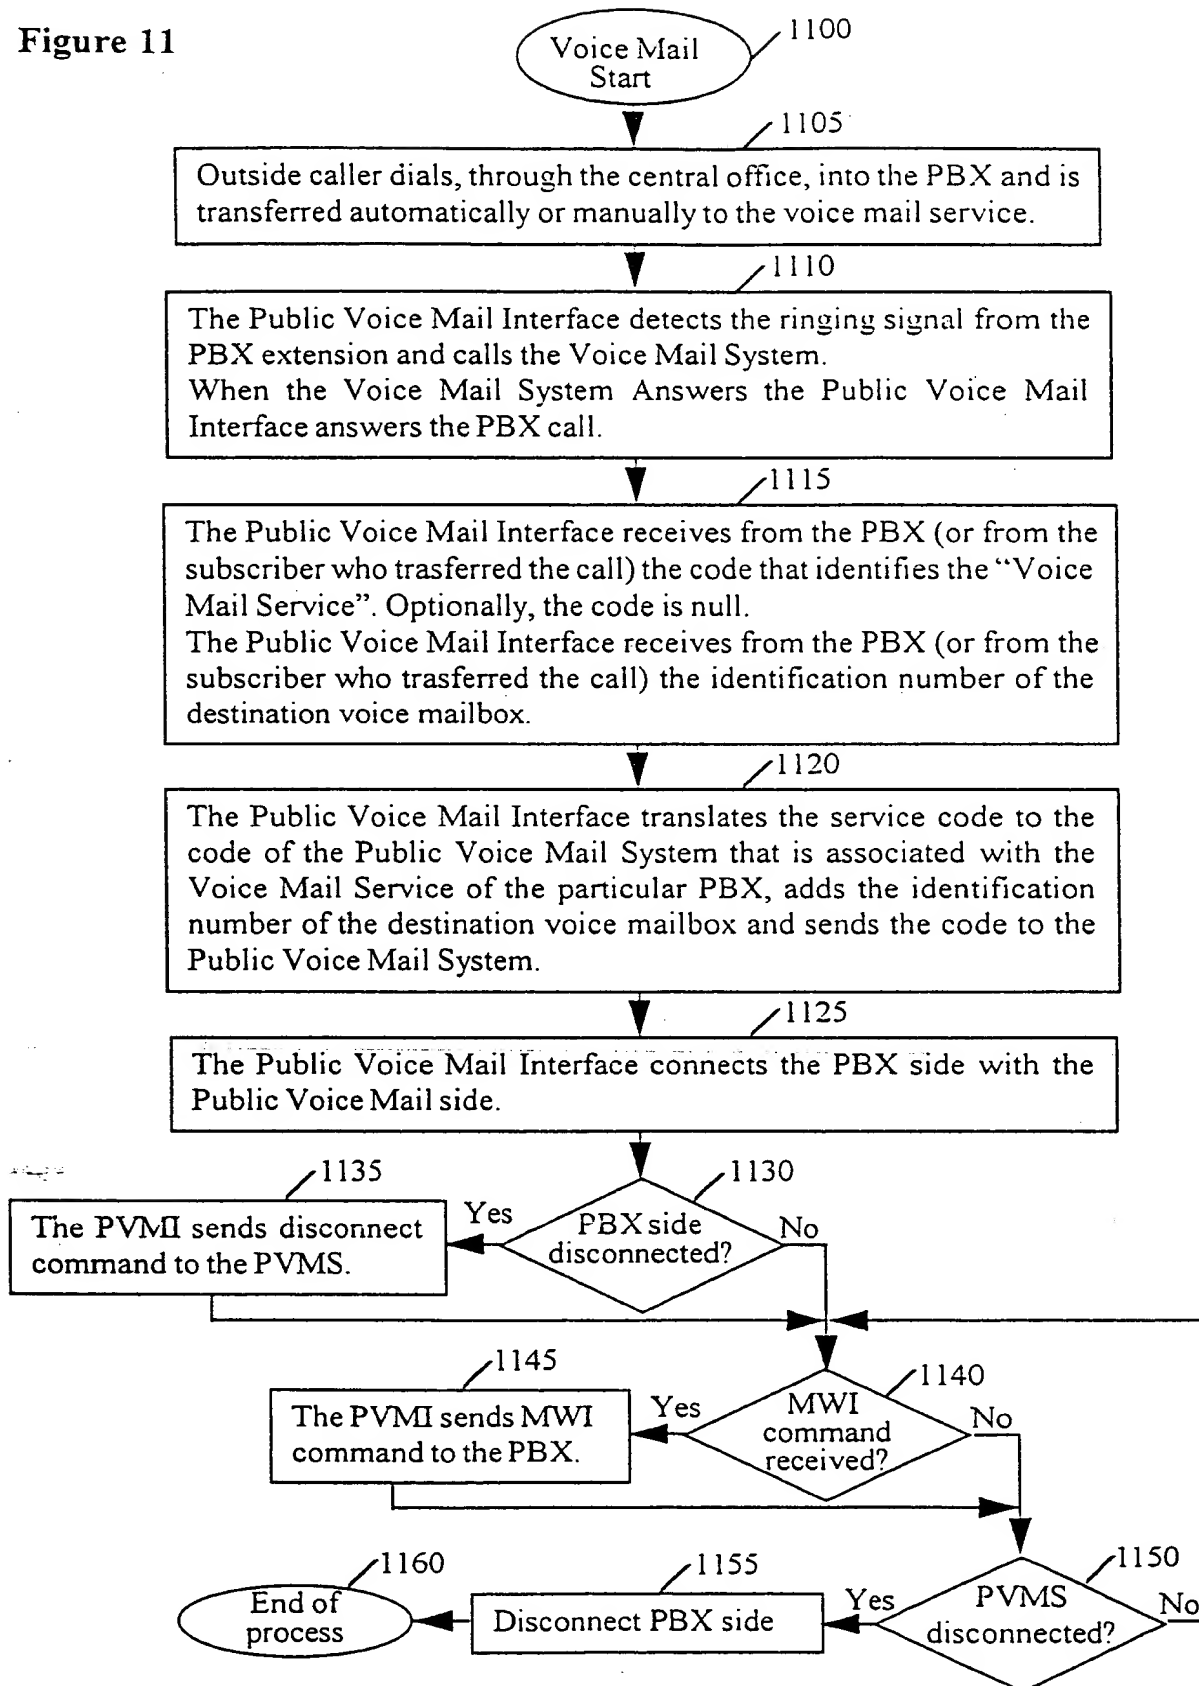 Figure 11
1100
Voice Mail
Start
1105
Outside caller dials, through the central office, into the PBX and is
transferred automatically or manually to the voice mail service.
1110
The Public Voice Mail Interface detects the ringing signal from the
PBX extension and calls the Voice Mail System.
When the Voice Mail System Answers the Public Voice Mail
Interface answers the PBX call.
1115
The Public Voice Mail Interface receives from the PBX (or from the
subscriber who trasferred the call) the code that identifies the “Voice
Mail Service”. Optionally, the code is null.
The Public Voice Mail Interface receives from the PBX (or from the
subscriber who trasferred the call) the identification number of the
destination voice mailbox.
1120
The Public Voice Mail Interface translates the service code to the
code of the Public Voice Mail System that is associated with the
Voice Mail Service of the particular PBX, adds the identification
number of the destination voice mailbox and sends the code to the
Public Voice Mail System.
1125
The Public Voice Mail Interface connects the PBX side with the
Public Voice Mail side.
1135
1130
The PVMI sends disconnect
command to the PVMS.
Yes
PBX side
disconnected?
No
1145
1140
The PVMI sends MWI
command to the PBX.
Yes
MWI
command
received?
No
1160
1155
1150
End of
process
Disconnect PBX side
Yes
PVMS
disconnected?
No